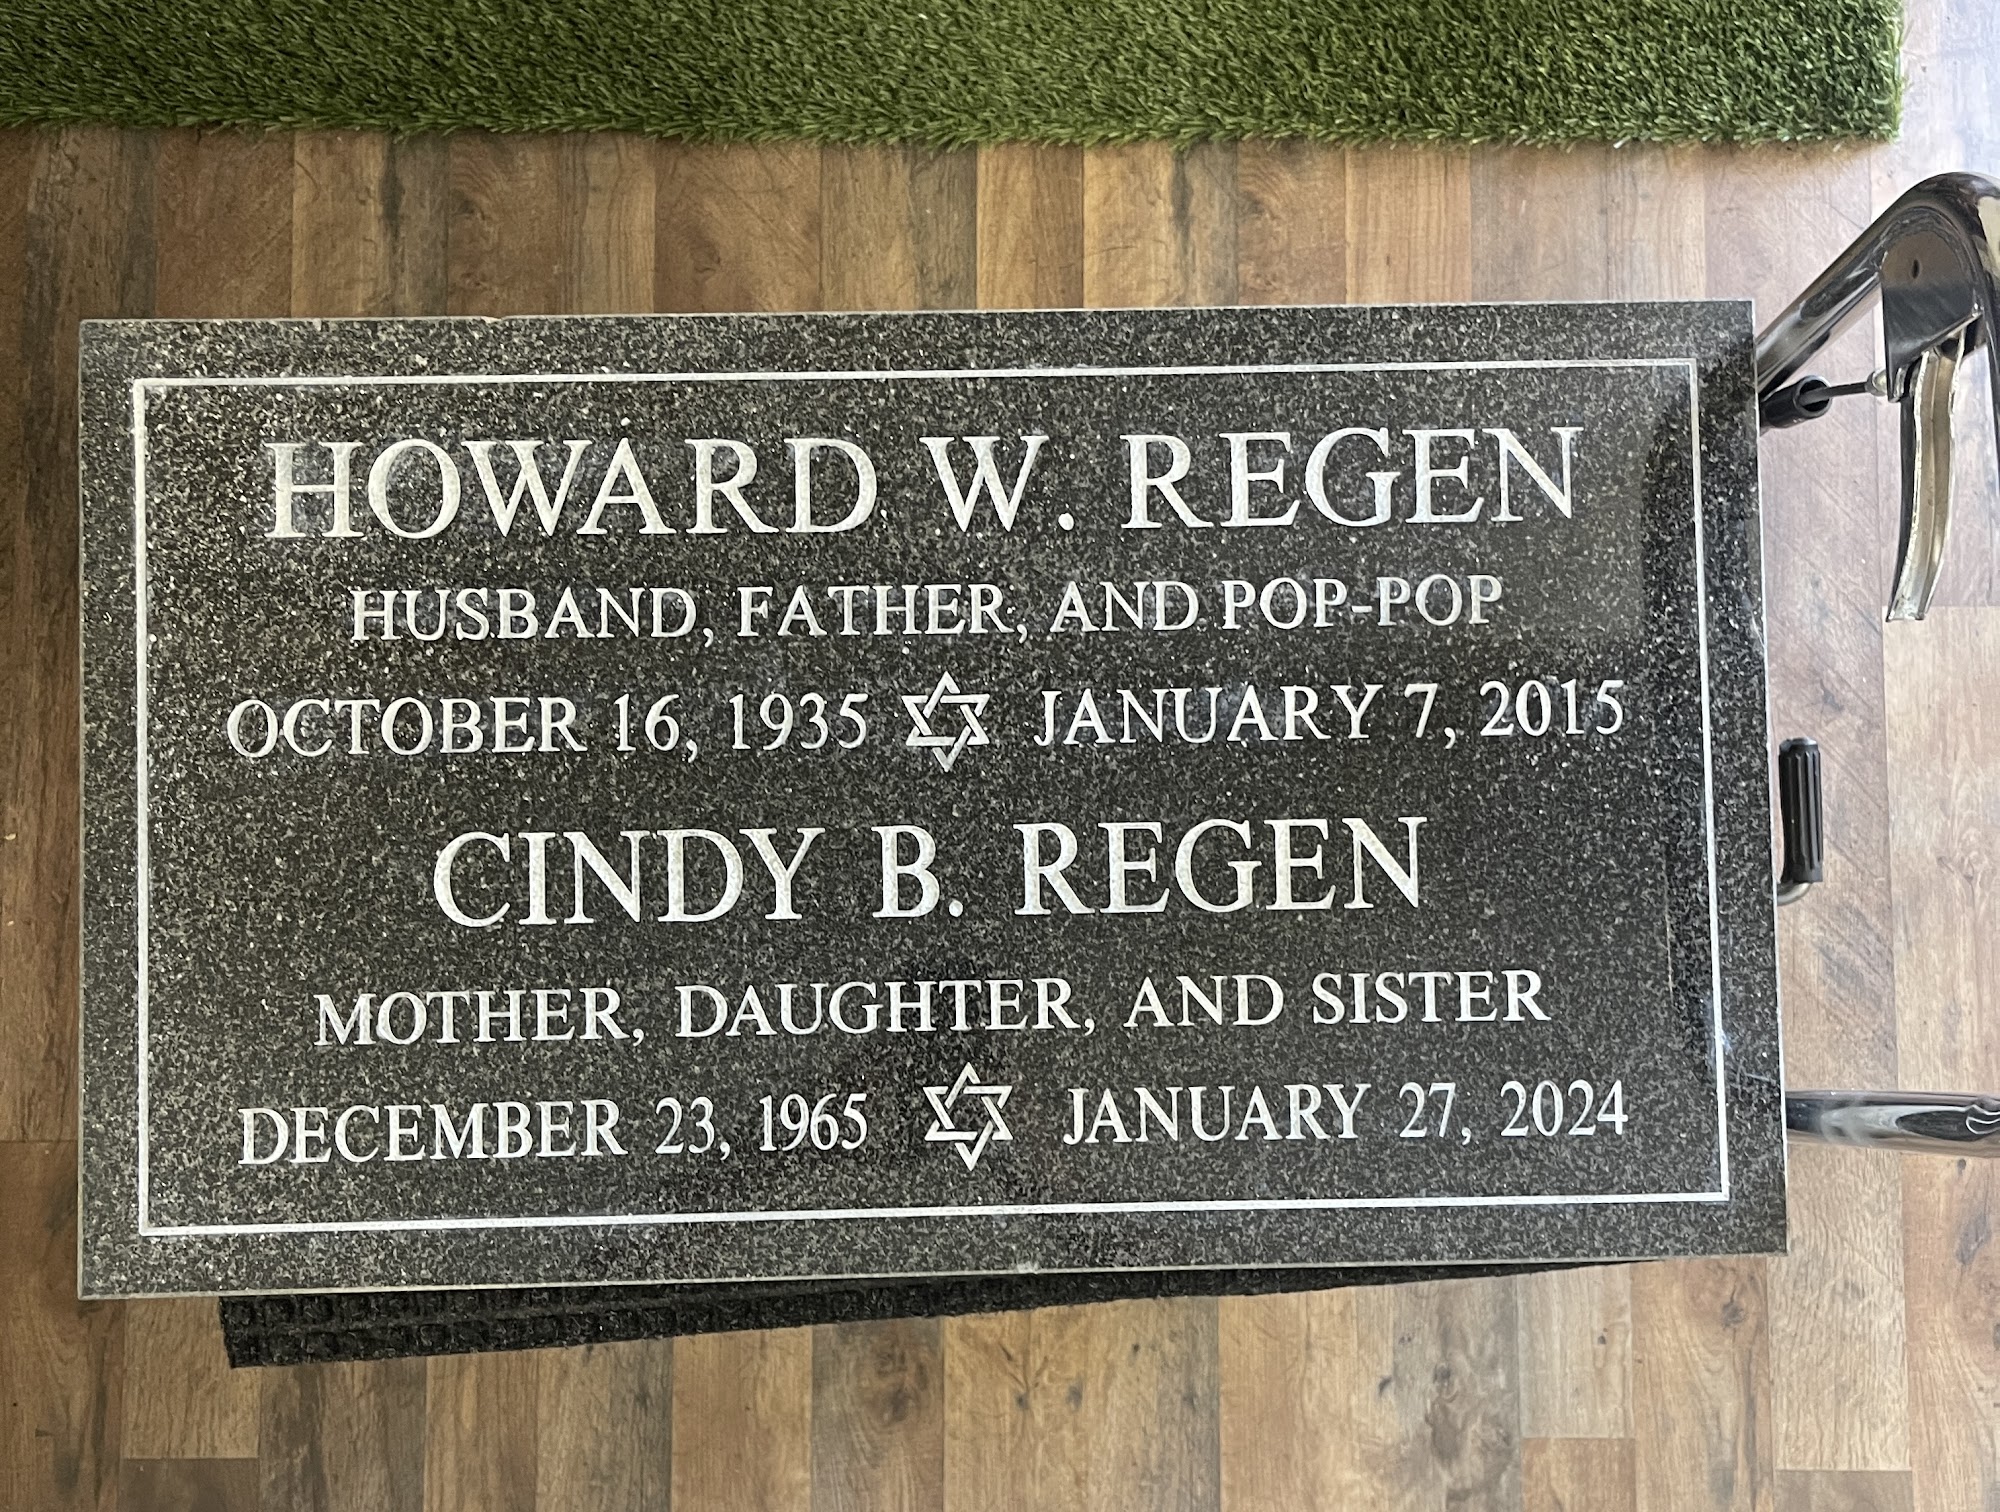 HOWARD W. REGEN
HUSBAND, FATHER, AND POP-POP
OCTOBER 16, 1935 ✡ JANUARY 7, 2015
CINDY B. REGEN
MOTHER, DAUGHTER, AND SISTER
DECEMBER 23, 1965 ✡ JANUARY 27, 2024